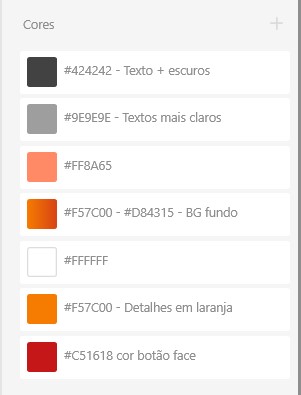 Cores
#424242 - Texto + escuros
#9E9E9E - Textos mais claros
#FF8A65
#F57C00 - #D84315 - BG fundo
#FFFFFF
#F57C00 - Detalhes em laranja
#C51618 cor botão face